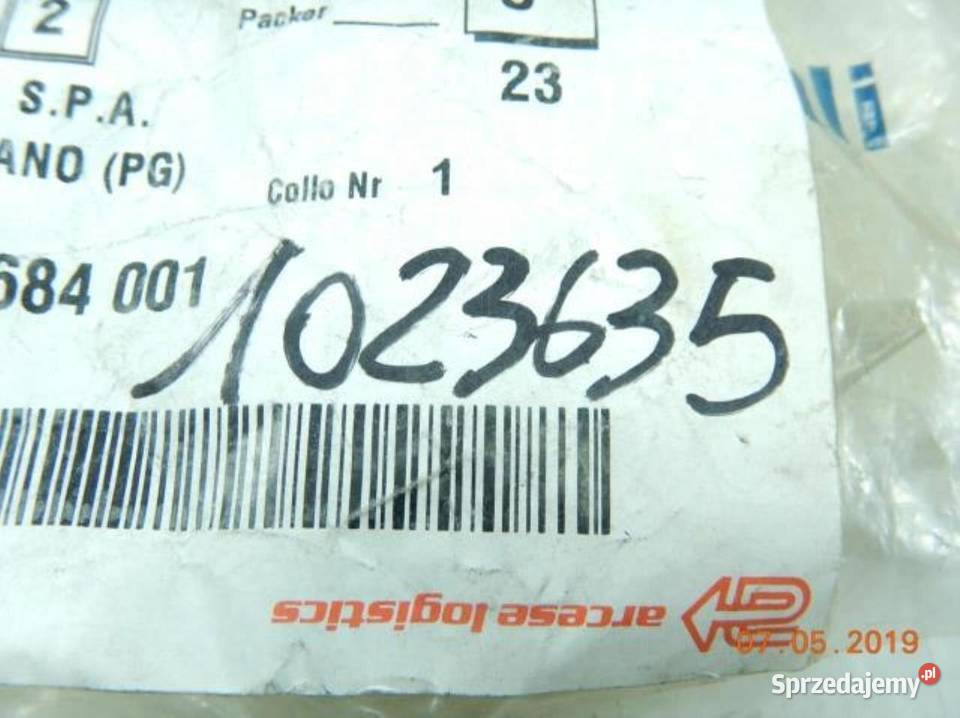 2 Packer
23
S.P.A.
ANO (PG)
Collo Nr 1
684 001
1023635
arcese logistics
07.05.2019
Sprzedajemy.pl